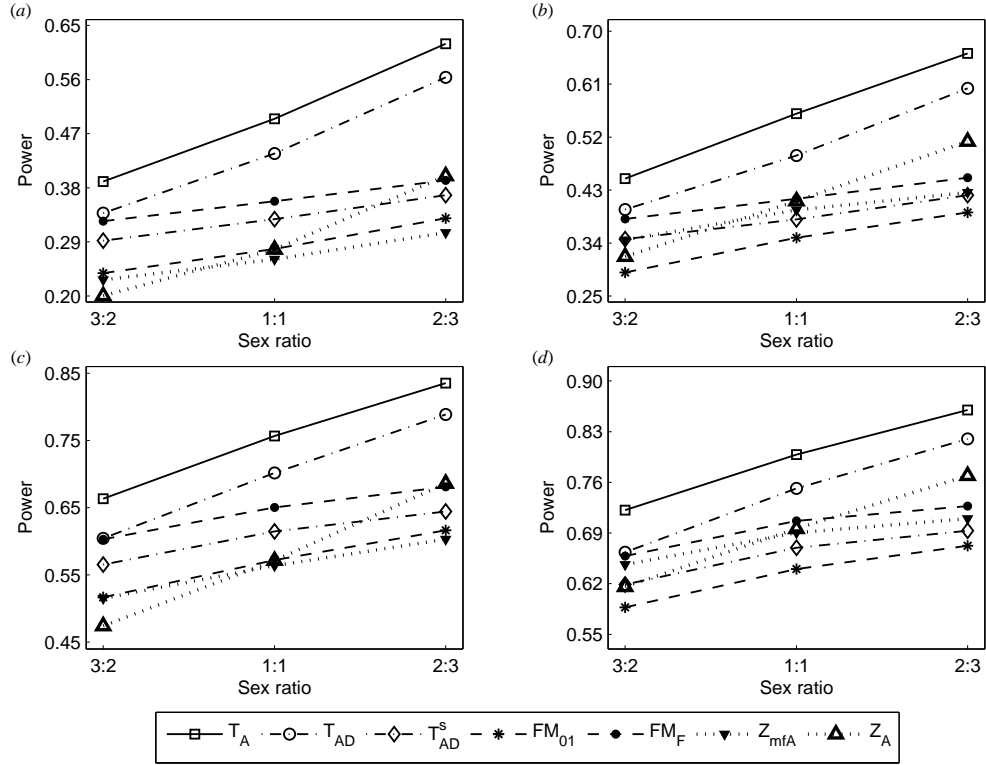 (a)
0.65
0.56
0.47
0.38
0.29
0.20
Power
3:2 1:1 2:3
Sex ratio
(b)
0.70
0.61
0.52
0.43
0.34
0.25
Power
3:2 1:1 2:3
Sex ratio
(c)
0.85
0.75
0.65
0.55
0.45
Power
3:2 1:1 2:3
Sex ratio
(d)
0.90
0.83
0.76
0.69
0.62
0.55
Power
3:2 1:1 2:3
Sex ratio
T_A T_AD T^s_AD FM_01 FM_F Z_mfA Z_A